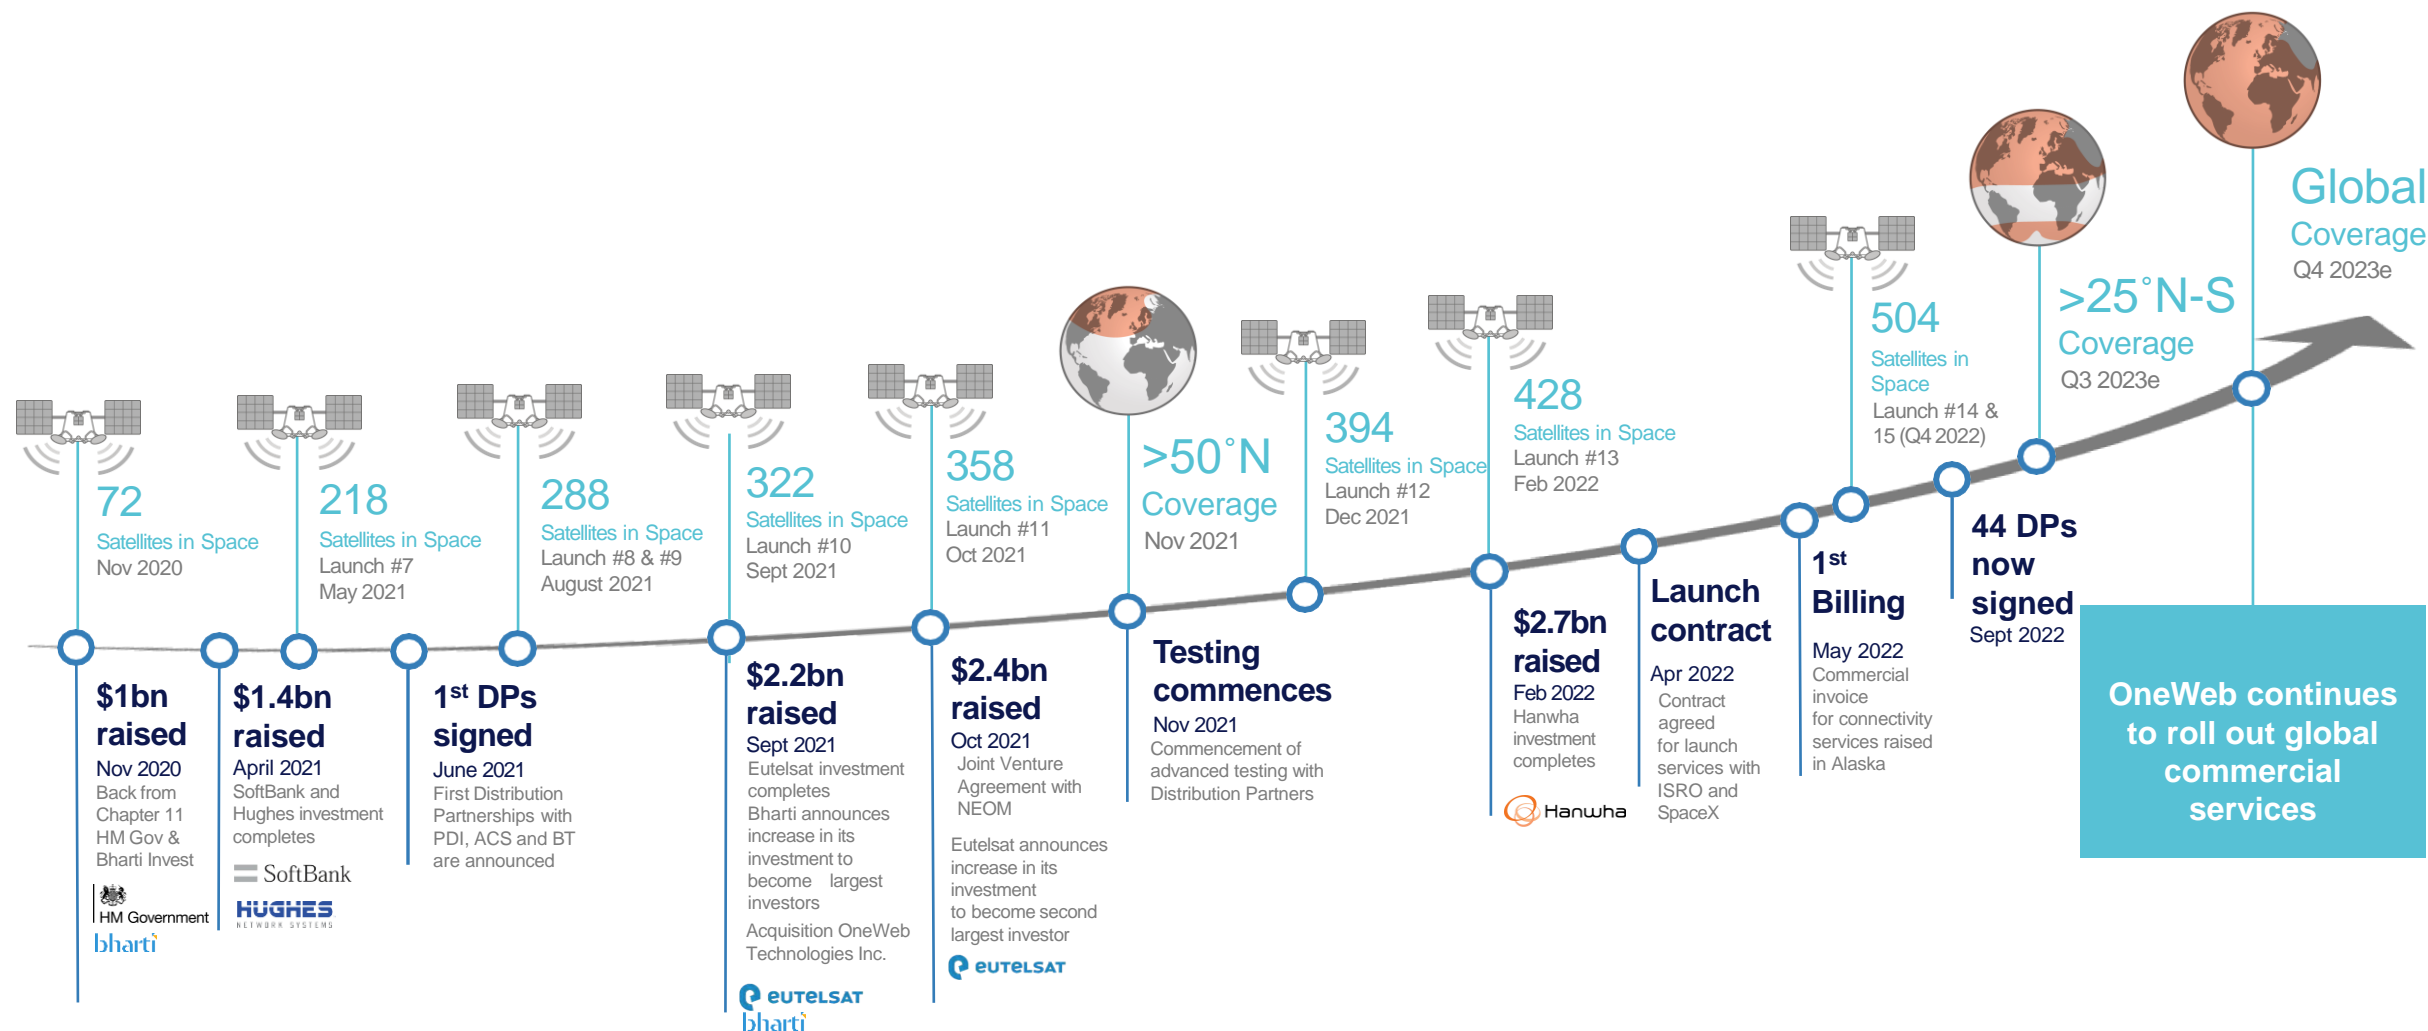 72
Satellites in Space
Nov 2020
$1bn
raised
Nov 2020
Back from
Chapter 11
HM Gov &
Bharti Invest
HM Government
bharti
$1.4bn
raised
April 2021
SoftBank and
Hughes investment
completes
SoftBank
HUGHES
NETWORK SYSTEMS
218
Satellites in Space
Launch #7
May 2021
1st DPs
signed
June 2021
First Distribution
Partnerships with
PDI, ACS and BT
are announced
288
Satellites in Space
Launch #8 & #9
August 2021
322
Satellites in Space
Launch #10
Sept 2021
$2.2bn
raised
Sept 2021
Eutelsat investment
completes
Bharti announces
increase in its
investment to
become largest
investors
Acquisition OneWeb
Technologies Inc.
eutelsat
bharti
358
Satellites in Space
Launch #11
Oct 2021
$2.4bn
raised
Oct 2021
Joint Venture
Agreement with
NEOM
Eutelsat announces
increase in its
investment
to become second
largest investor
eutelsat
>50°N
Coverage
Nov 2021
Testing
commences
Nov 2021
Commencement of
advanced testing with
Distribution Partners
394
Satellites in Space
Launch #12
Dec 2021
428
Satellites in Space
Launch #13
Feb 2022
$2.7bn
raised
Feb 2022
Hanwha
investment
completes
Hanwha
Launch
contract
Apr 2022
Contract
agreed
for launch
services with
ISRO and
SpaceX
1st
Billing
May 2022
Commercial
invoice
for connectivity
services raised
in Alaska
504
Satellites in
Space
Launch #14 &
15 (Q4 2022)
44 DPs
now
signed
Sept 2022
>25°N-S
Coverage
Q3 2023e
Global
Coverage
Q4 2023e
OneWeb continues
to roll out global
commercial
services